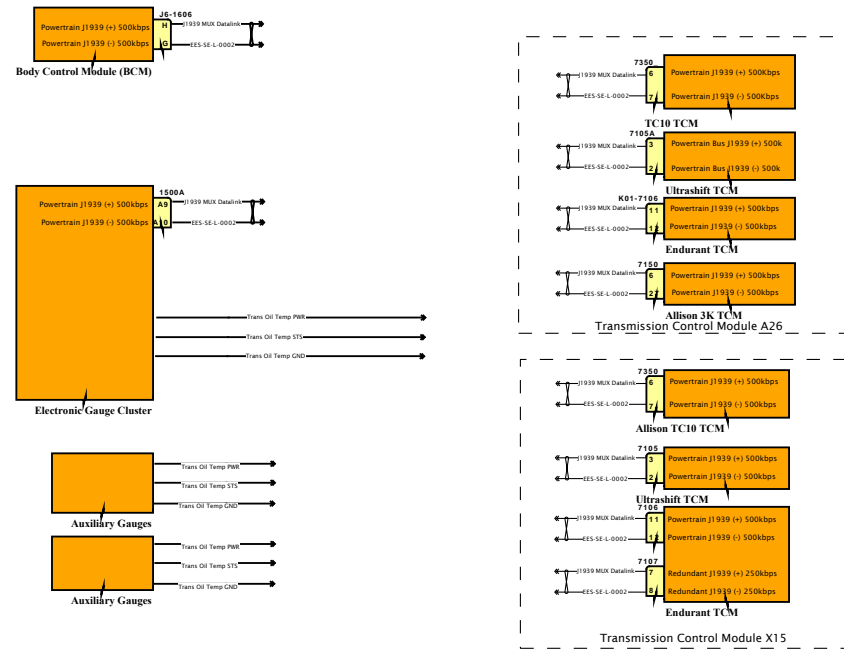 J6-1606
Powertrain J1939 (+) 500kbps
H
J1939 MUX Datalink
Powertrain J1939 (-) 500kbps
G
EES-SE-L-0002
Body Control Module (BCM)
1500A
Powertrain J1939 (+) 500kbps
A9
J1939 MUX Datalink
Powertrain J1939 (-) 500kbps
A10
EES-SE-L-0002
Trans Oil Temp PWR
Trans Oil Temp STS
Trans Oil Temp GND
Electronic Gauge Cluster
Trans Oil Temp PWR
Trans Oil Temp STS
Trans Oil Temp GND
Auxiliary Gauges
Trans Oil Temp PWR
Trans Oil Temp STS
Trans Oil Temp GND
Auxiliary Gauges
7350
J1939 MUX Datalink
6
Powertrain J1939 (+) 500Kbps
EES-SE-L-0002
7
Powertrain J1939 (-) 500Kbps
TC10 TCM
7105A
J1939 MUX Datalink
3
Powertrain Bus J1939 (+) 500k
EES-SE-L-0002
2
Powertrain Bus J1939 (-) 500k
Ultrashift TCM
K01-7106
J1939 MUX Datalink
11
Powertrain J1939 (+) 500kbps
EES-SE-L-0002
12
Powertrain J1939 (-) 500kbps
Endurant TCM
7150
J1939 MUX Datalink
6
Powertrain J1939 (+) 500kbps
EES-SE-L-0002
27
Powertrain J1939 (-) 500kbps
Allison 3K TCM
Transmission Control Module A26
7350
J1939 MUX Datalink
6
Powertrain J1939 (+) 500kbps
EES-SE-L-0002
7
Powertrain J1939 (-) 500kbps
Allison TC10 TCM
7105
J1939 MUX Datalink
3
Powertrain J1939 (+) 500kbps
EES-SE-L-0002
2
Powertrain J1939 (-) 500kbps
Ultrashift TCM
7106
J1939 MUX Datalink
11
Powertrain J1939 (+) 500kbps
EES-SE-L-0002
12
Powertrain J1939 (-) 500kbps
7107
J1939 MUX Datalink
7
Redundant J1939 (+) 250kbps
EES-SE-L-0002
8
Redundant J1939 (-) 250kbps
Endurant TCM
Transmission Control Module X15